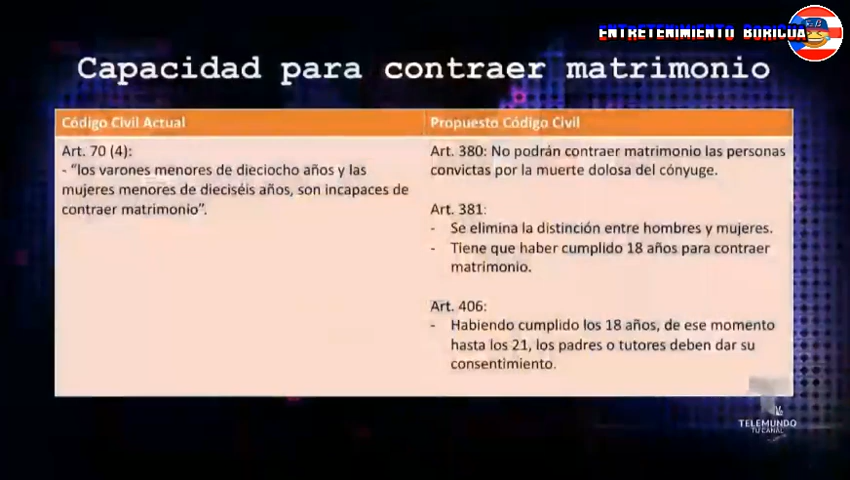 ENTRETENIMIENTO BORICUA
Capacidad para contraer matrimonio
Código Civil Actual
Art. 70 (4):
- "los varones menores de dieciocho años y las
mujeres menores de dieciséis años, son incapaces de
contraer matrimonio".
Propuesto Código Civil
Art. 380: No podrán contraer matrimonio las personas
convictas por la muerte dolosa del cónyuge.
Art. 381:
- Se elimina la distinción entre hombres y mujeres.
- Tiene que haber cumplido 18 años para contraer
matrimonio.
Art. 406:
- Habiendo cumplido los 18 años, de ese momento
hasta los 21, los padres o tutores deben dar su
consentimiento.
TELEMUNDO
TU CANAL